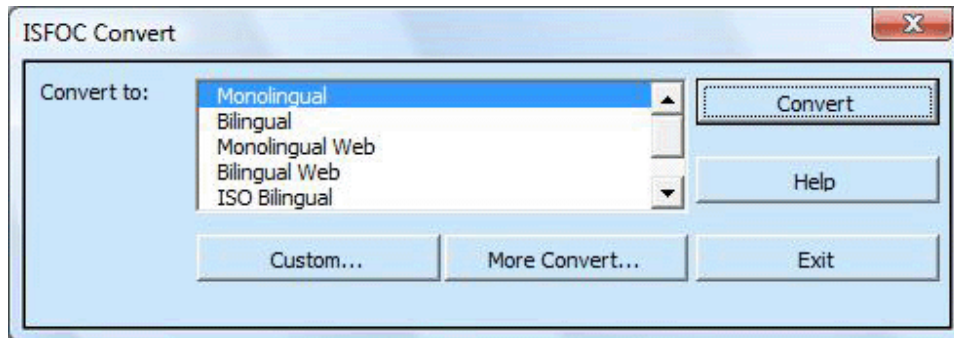 ISFOC Convert
Convert to:
Monolingual
Bilingual
Monolingual Web
Bilingual Web
ISO Bilingual
Convert
Help
Custom...
More Convert...
Exit